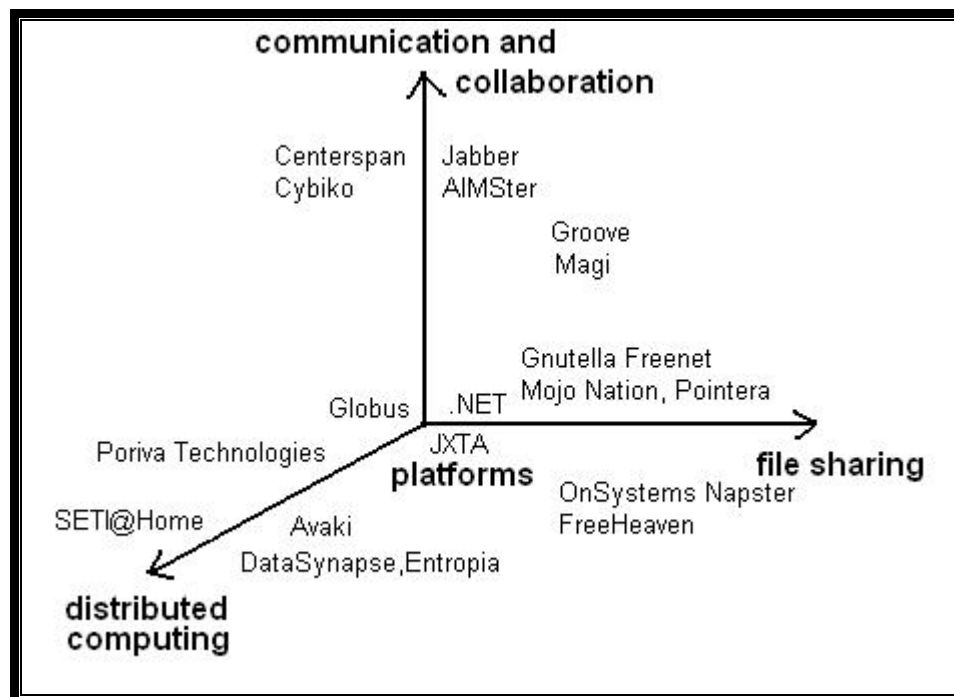 communication and
collaboration
Centerspan
Cybiko
Jabber
AIMSter
Groove
Magi
Gnutella Freenet
Mojo Nation, Pointera
Globus
.NET
JXTA
platforms
file sharing
Poriva Technologies
OnSystems Napster
FreeHeaven
SETI@Home
Avaki
DataSynapse,Entropia
distributed
computing